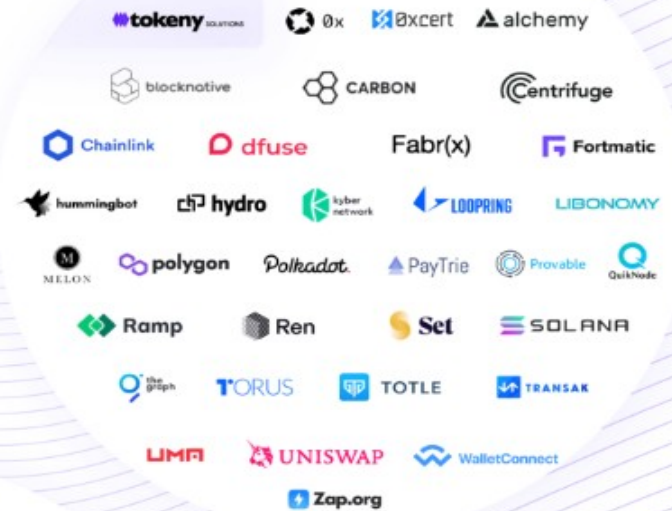 tokeny SOLUTIONS 0x 0xcert alchemy
blocknative CARBON Centrifuge
Chainlink dfuse Fabr(x) Fortmatic
hummingbot hydro kyber network LOOPRING LIBONOMY
M MELON polygon Polkadot. PayTrie Provable QuikNode
Ramp Ren Set SOLANA
the graph TORUS TOTLE TRANSAK
UMA UNISWAP WalletConnect
Zap.org